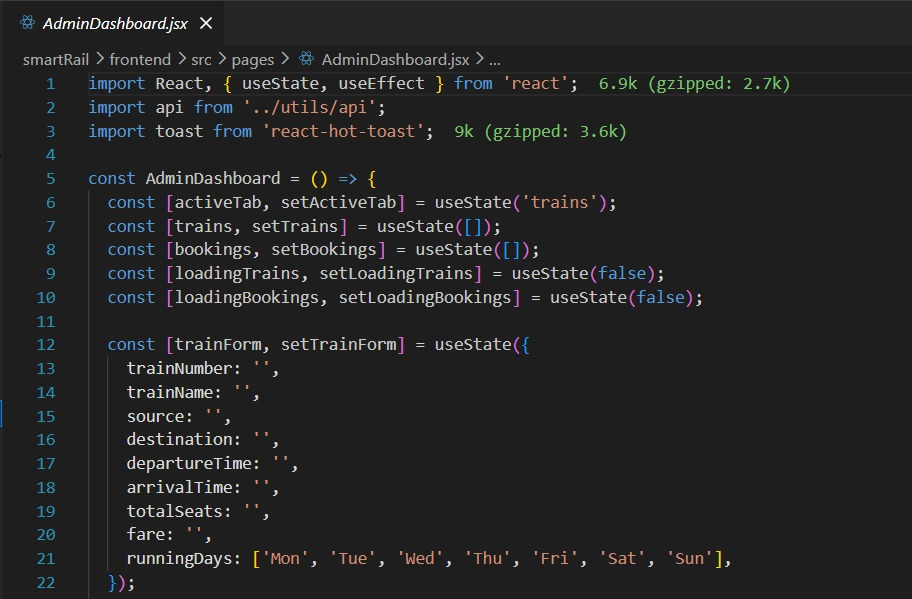 AdminDashboard.jsx
smartRail > frontend > src > pages > AdminDashboard.jsx > ...
1 import React, { useState, useEffect } from 'react'; 6.9k (gzipped: 2.7k)
2 import api from '../utils/api';
3 import toast from 'react-hot-toast'; 9k (gzipped: 3.6k)
4
5 const AdminDashboard = () => {
6 const [activeTab, setActiveTab] = useState('trains');
7 const [trains, setTrains] = useState([]);
8 const [bookings, setBookings] = useState([]);
9 const [loadingTrains, setLoadingTrains] = useState(false);
10 const [loadingBookings, setLoadingBookings] = useState(false);
11
12 const [trainForm, setTrainForm] = useState({
13 trainNumber: '',
14 trainName: '',
15 source: '',
16 destination: '',
17 departureTime: '',
18 arrivalTime: '',
19 totalSeats: '',
20 fare: '',
21 runningDays: ['Mon', 'Tue', 'Wed', 'Thu', 'Fri', 'Sat', 'Sun'],
22 });